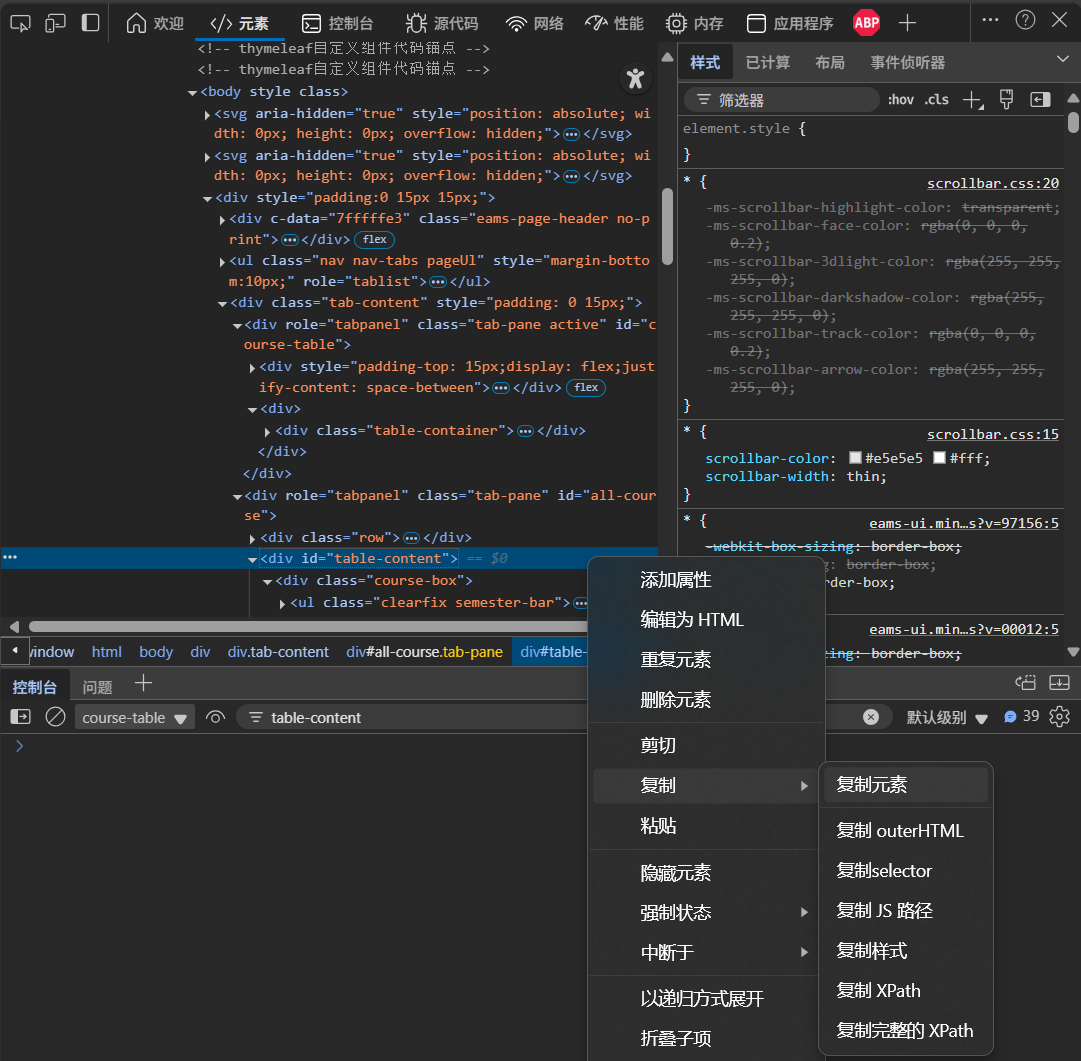 欢迎
</> 元素
控制台
源代码
网络
性能
内存
ABP
应用程序
<!-- thymeleaf自定义组件代码锚点 -->
<!-- thymeleaf自定义组件代码锚点 -->
<body style class>
<svg aria-hidden="true" style="position: absolute; wi
dth: 0px; height: 0px; overflow: hidden;">…</svg>
<svg aria-hidden="true" style="position: absolute; wi
dth: 0px; height: 0px; overflow: hidden;">…</svg>
<div style="padding:0 15px 15px;">
<div c-data="7fffffe3" class="eams-page-header no-p
rint">…</div> flex
<ul class="nav nav-tabs pageUl" style="margin-botto
m:10px;" role="tablist">…</ul>
<div class="tab-content" style="padding: 0 15px;">
<div role="tabpanel" class="tab-pane active" id="c
ourse-table">
<div style="padding-top: 15px;display: flex;just
ify-content: space-between">…</div> flex
<div>
<div class="table-container">…</div>
</div>
</div>
<div role="tabpanel" class="tab-pane" id="all-cour
se">
<div class="row">…</div>
<div id="table-content"> == $0
<div class="course-box">
<ul class="clearfix semester-bar">…
window html body div div.tab-content div#all-course.tab-pane div#table-
样式 已计算 布局 事件侦听器
筛选器 :hov .cls
element.style {
}
* { scrollbar.css:20
-ms-scrollbar-highlight-color: transparent;
-ms-scrollbar-face-color: rgba(0, 0, 0,
0.2);
-ms-scrollbar-3dlight-color: rgba(255, 255,
255, 0);
-ms-scrollbar-darkshadow-color: rgba(255,
255, 255, 0);
-ms-scrollbar-track-color: rgba(0, 0, 0,
0.2);
-ms-scrollbar-arrow-color: rgba(255, 255,
255, 0);
}
* { scrollbar.css:15
scrollbar-color: #e5e5e5 #fff;
scrollbar-width: thin;
}
* { eams-ui.min…s?v=97156:5
-webkit-box-sizing: border-box;
g: border-box;
rder-box;
eams-ui.min…s?v=00012:5
zing: border-box;
控制台 问题
course-table table-content 默认级别 39
添加属性
编辑为 HTML
重复元素
删除元素
剪切
复制
粘贴
隐藏元素
强制状态
中断于
以递归方式展开
折叠子项
复制元素
复制 outerHTML
复制selector
复制 JS 路径
复制样式
复制 XPath
复制完整的 XPath